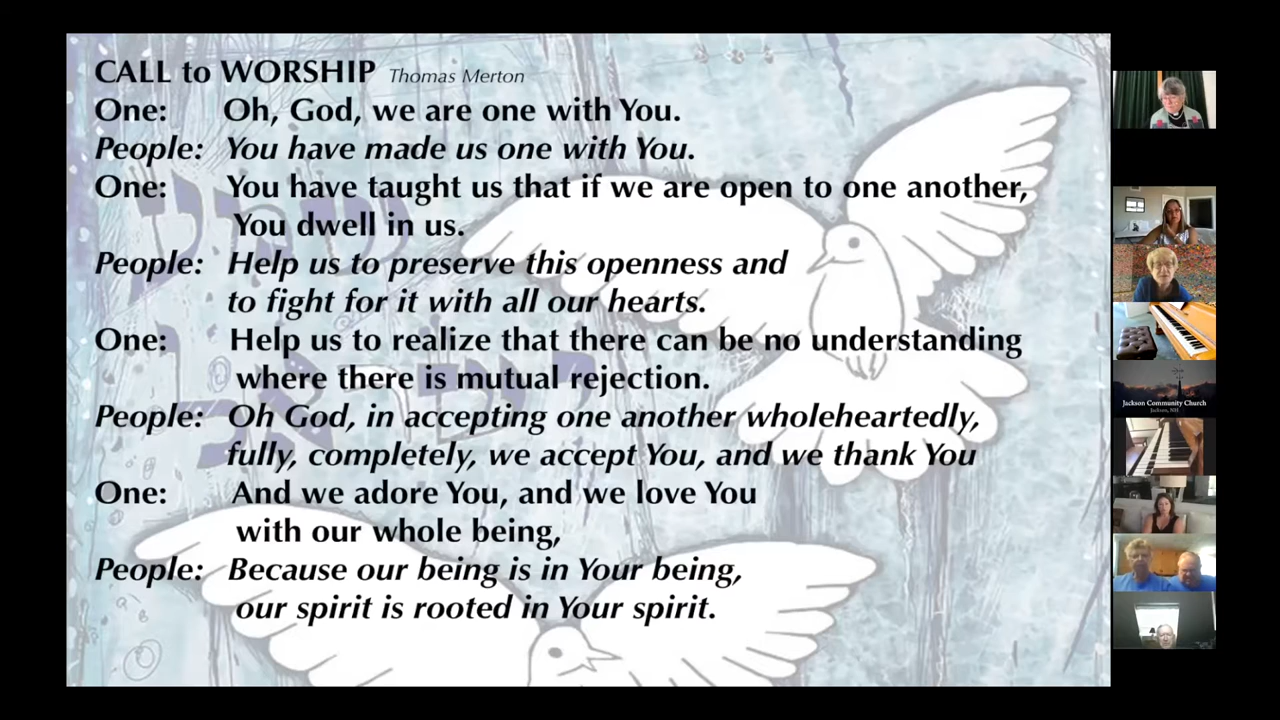 CALL to WORSHIP Thomas Merton
One: Oh, God, we are one with You.
People: You have made us one with You.
One: You have taught us that if we are open to one another,
You dwell in us.
People: Help us to preserve this openness and
to fight for it with all our hearts.
One: Help us to realize that there can be no understanding
where there is mutual rejection.
People: Oh God, in accepting one another wholeheartedly,
fully, completely, we accept You, and we thank You
One: And we adore You, and we love You
with our whole being,
People: Because our being is in Your being,
our spirit is rooted in Your spirit.
Jackson Community Church
Jackson, NH